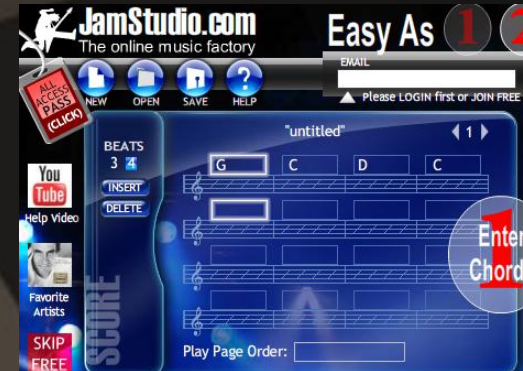 JamStudio.com
The online music factory
Easy As 1
EMAIL
Please LOGIN first or JOIN FREE
ALL
ACCESS
PASS
(CLICK)
NEW OPEN SAVE HELP
"untitled"
1
BEATS
3 4
INSERT
DELETE
G C D C
You
Tube
Help Video
Favorite
Artists
SKIP
FREE
SCORE
1
Enter
Chord
Play Page Order: